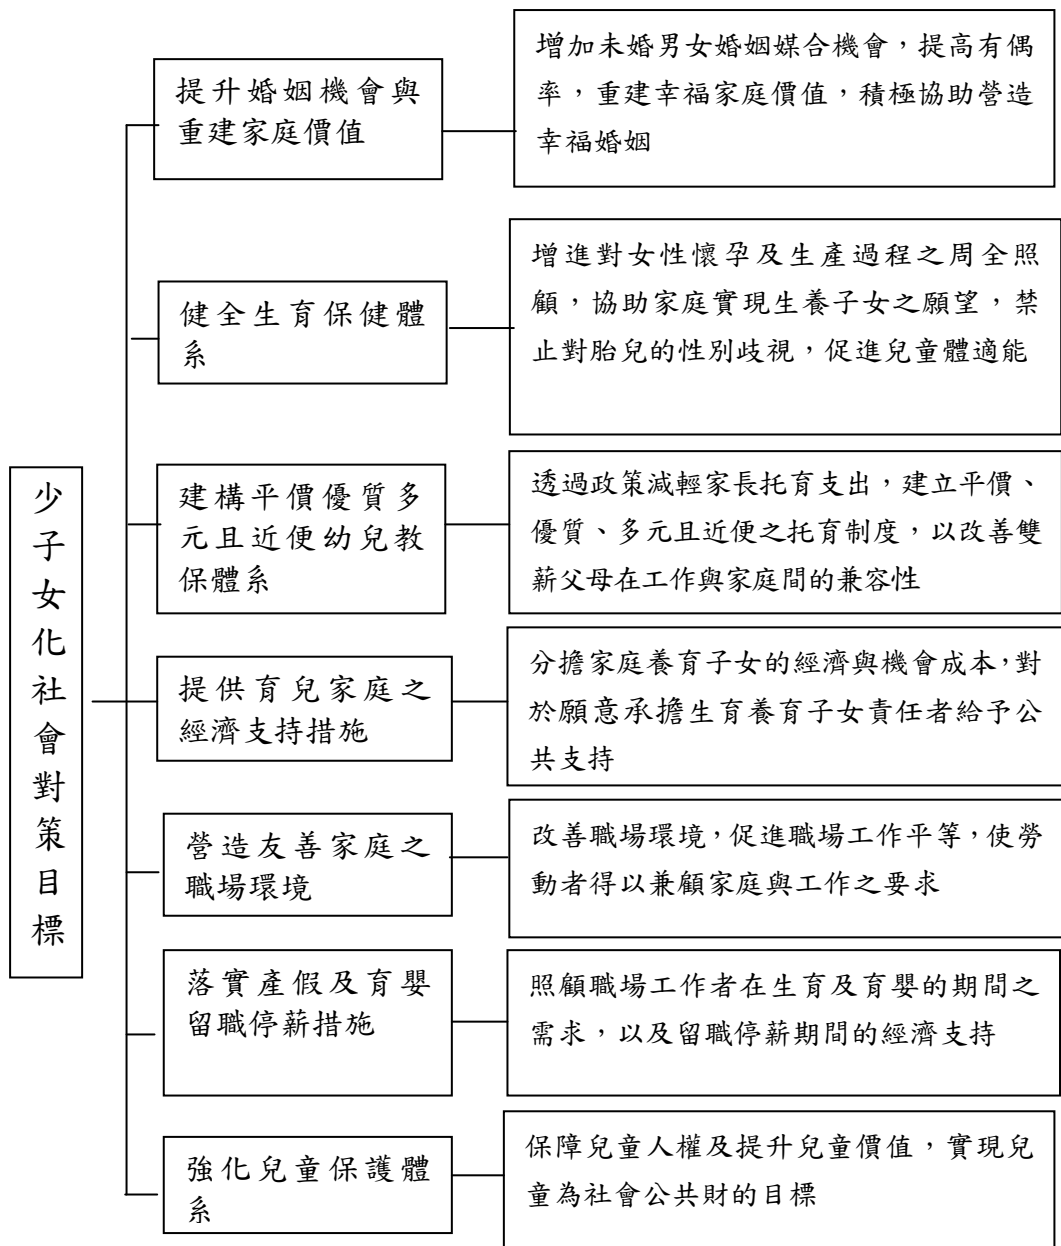 少子女化社會對策目標
提升婚姻機會與
重建家庭價值
增加未婚男女婚姻媒合機會，提高有偶
率，重建幸福家庭價值，積極協助營造
幸福婚姻
健全生育保健體
系
增進對女性懷孕及生產過程之周全照
顧，協助家庭實現生養子女之願望，禁
止對胎兒的性別歧視，促進兒童體適能
建構平價優質多
元且近便幼兒教
保體系
透過政策減輕家長托育支出，建立平價、
優質、多元且近便之托育制度，以改善雙
薪父母在工作與家庭間的兼容性
提供育兒家庭之
經濟支持措施
分擔家庭養育子女的經濟與機會成本，對
於願意承擔生育養育子女責任者給予公
共支持
營造友善家庭之
職場環境
改善職場環境，促進職場工作平等，使勞
動者得以兼顧家庭與工作之要求
落實產假及育嬰
留職停薪措施
照顧職場工作者在生育及育嬰的期間之
需求，以及留職停薪期間的經濟支持
強化兒童保護體
系
保障兒童人權及提升兒童價值，實現兒
童為社會公共財的目標